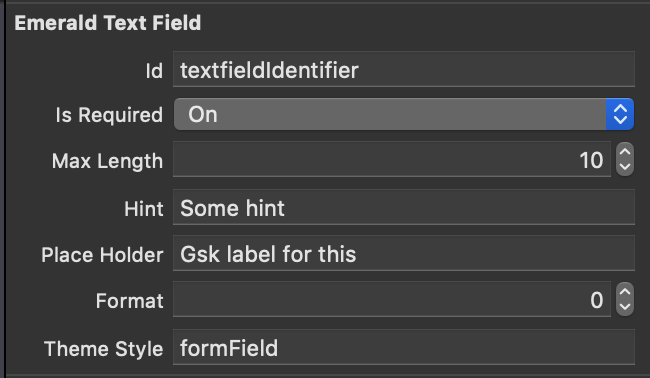 Emerald Text Field
Id textfieldIdentifier
Is Required On
Max Length 10
Hint Some hint
Place Holder Gsk label for this
Format 0
Theme Style formField